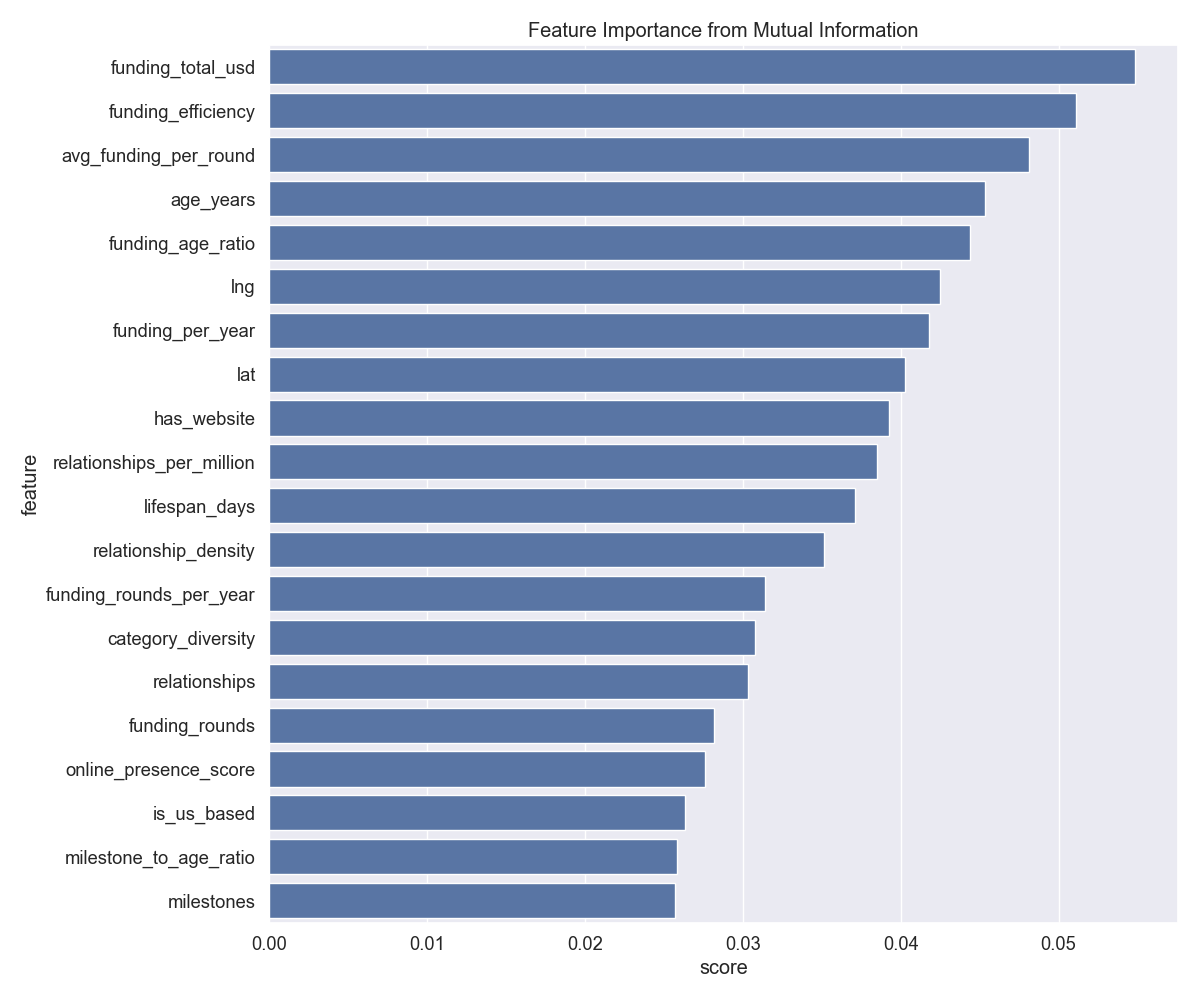 Feature Importance from Mutual Information
feature
funding_total_usd
funding_efficiency
avg_funding_per_round
age_years
funding_age_ratio
lng
funding_per_year
lat
has_website
relationships_per_million
lifespan_days
relationship_density
funding_rounds_per_year
category_diversity
relationships
funding_rounds
online_presence_score
is_us_based
milestone_to_age_ratio
milestones
0.00 0.01 0.02 0.03 0.04 0.05
score